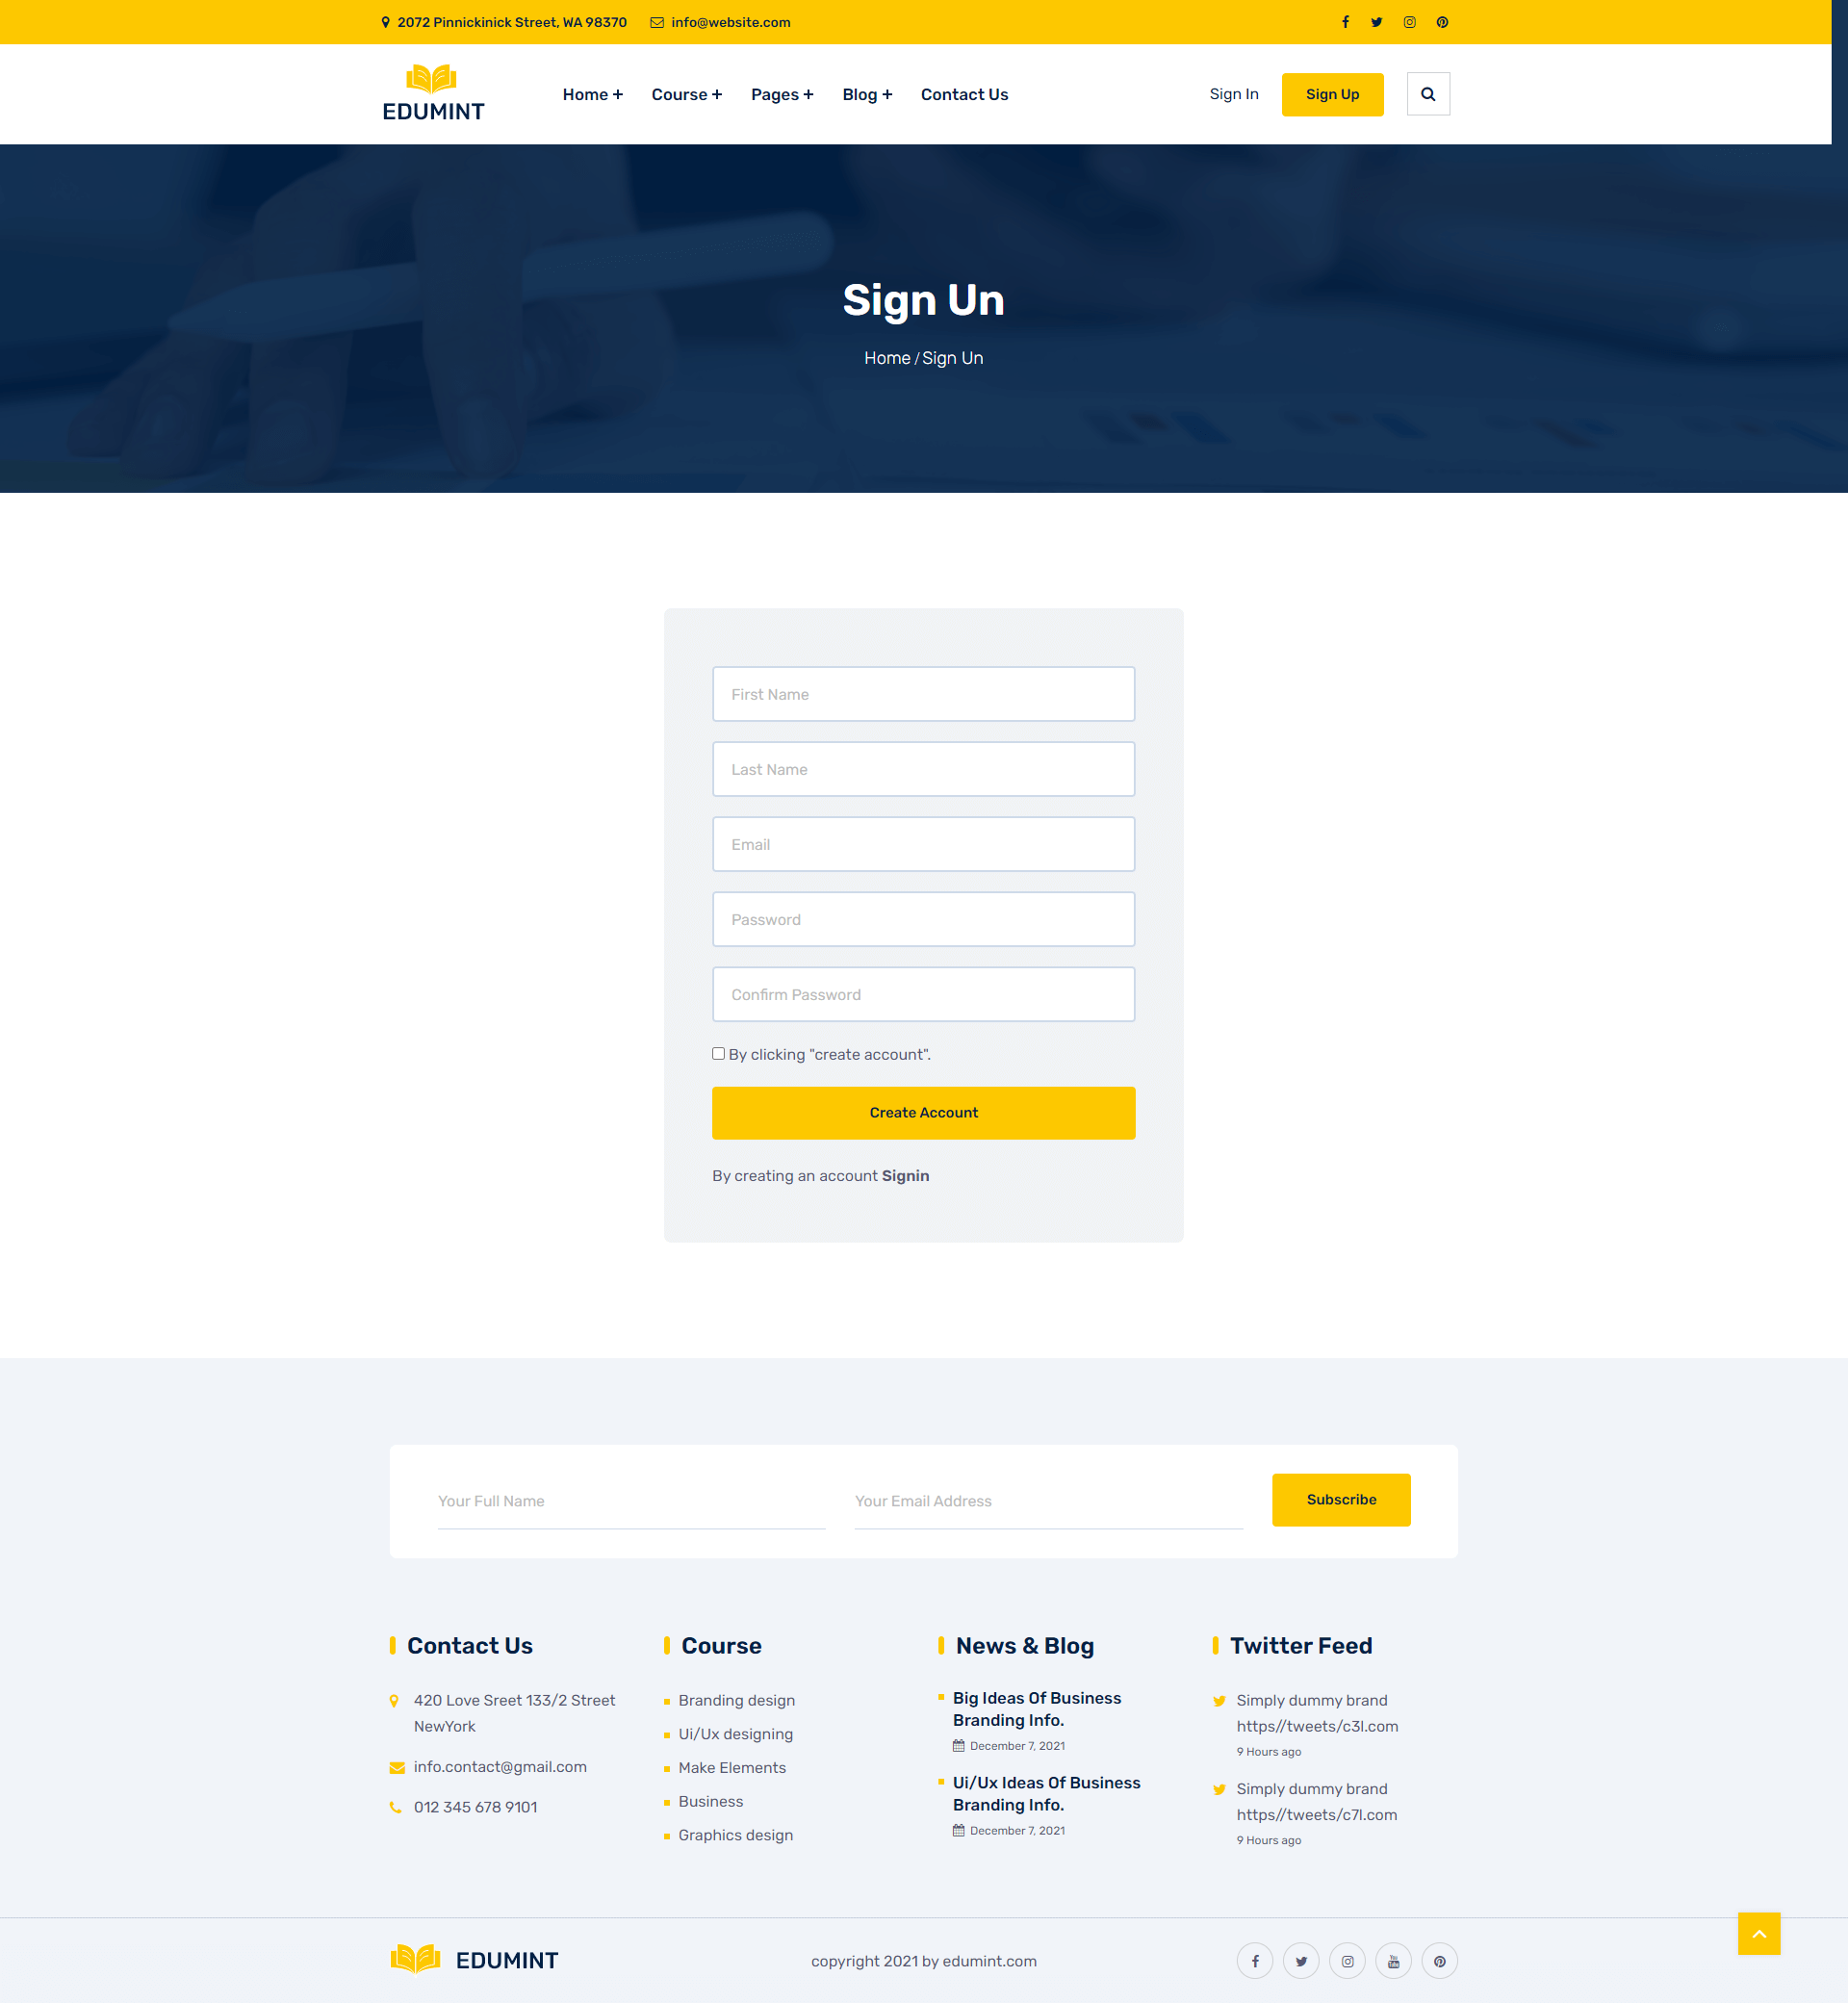 2072 Pinnickinick Street, WA 98370 info@website.com
EDUMINT
Home + Course + Pages + Blog + Contact Us
Sign In Sign Up
Sign Un
Home / Sign Un
First Name
Last Name
Email
Password
Confirm Password
By clicking "create account".
Create Account
By creating an account Signin
Your Full Name Your Email Address Subscribe
Contact Us
420 Love Sreet 133/2 Street
NewYork
info.contact@gmail.com
012 345 678 9101
Course
Branding design
Ui/Ux designing
Make Elements
Business
Graphics design
News & Blog
Big Ideas Of Business
Branding Info.
December 7, 2021
Ui/Ux Ideas Of Business
Branding Info.
December 7, 2021
Twitter Feed
Simply dummy brand
https//tweets/c3l.com
9 Hours ago
Simply dummy brand
https//tweets/c7l.com
9 Hours ago
EDUMINT
copyright 2021 by edumint.com